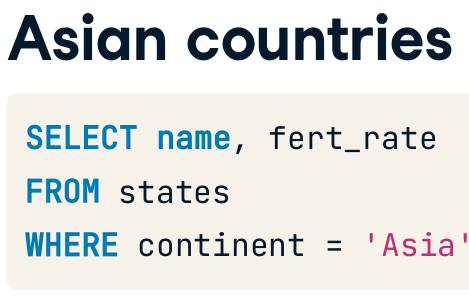 Asian countries
SELECT name, fert_rate
FROM states
WHERE continent = 'Asia'